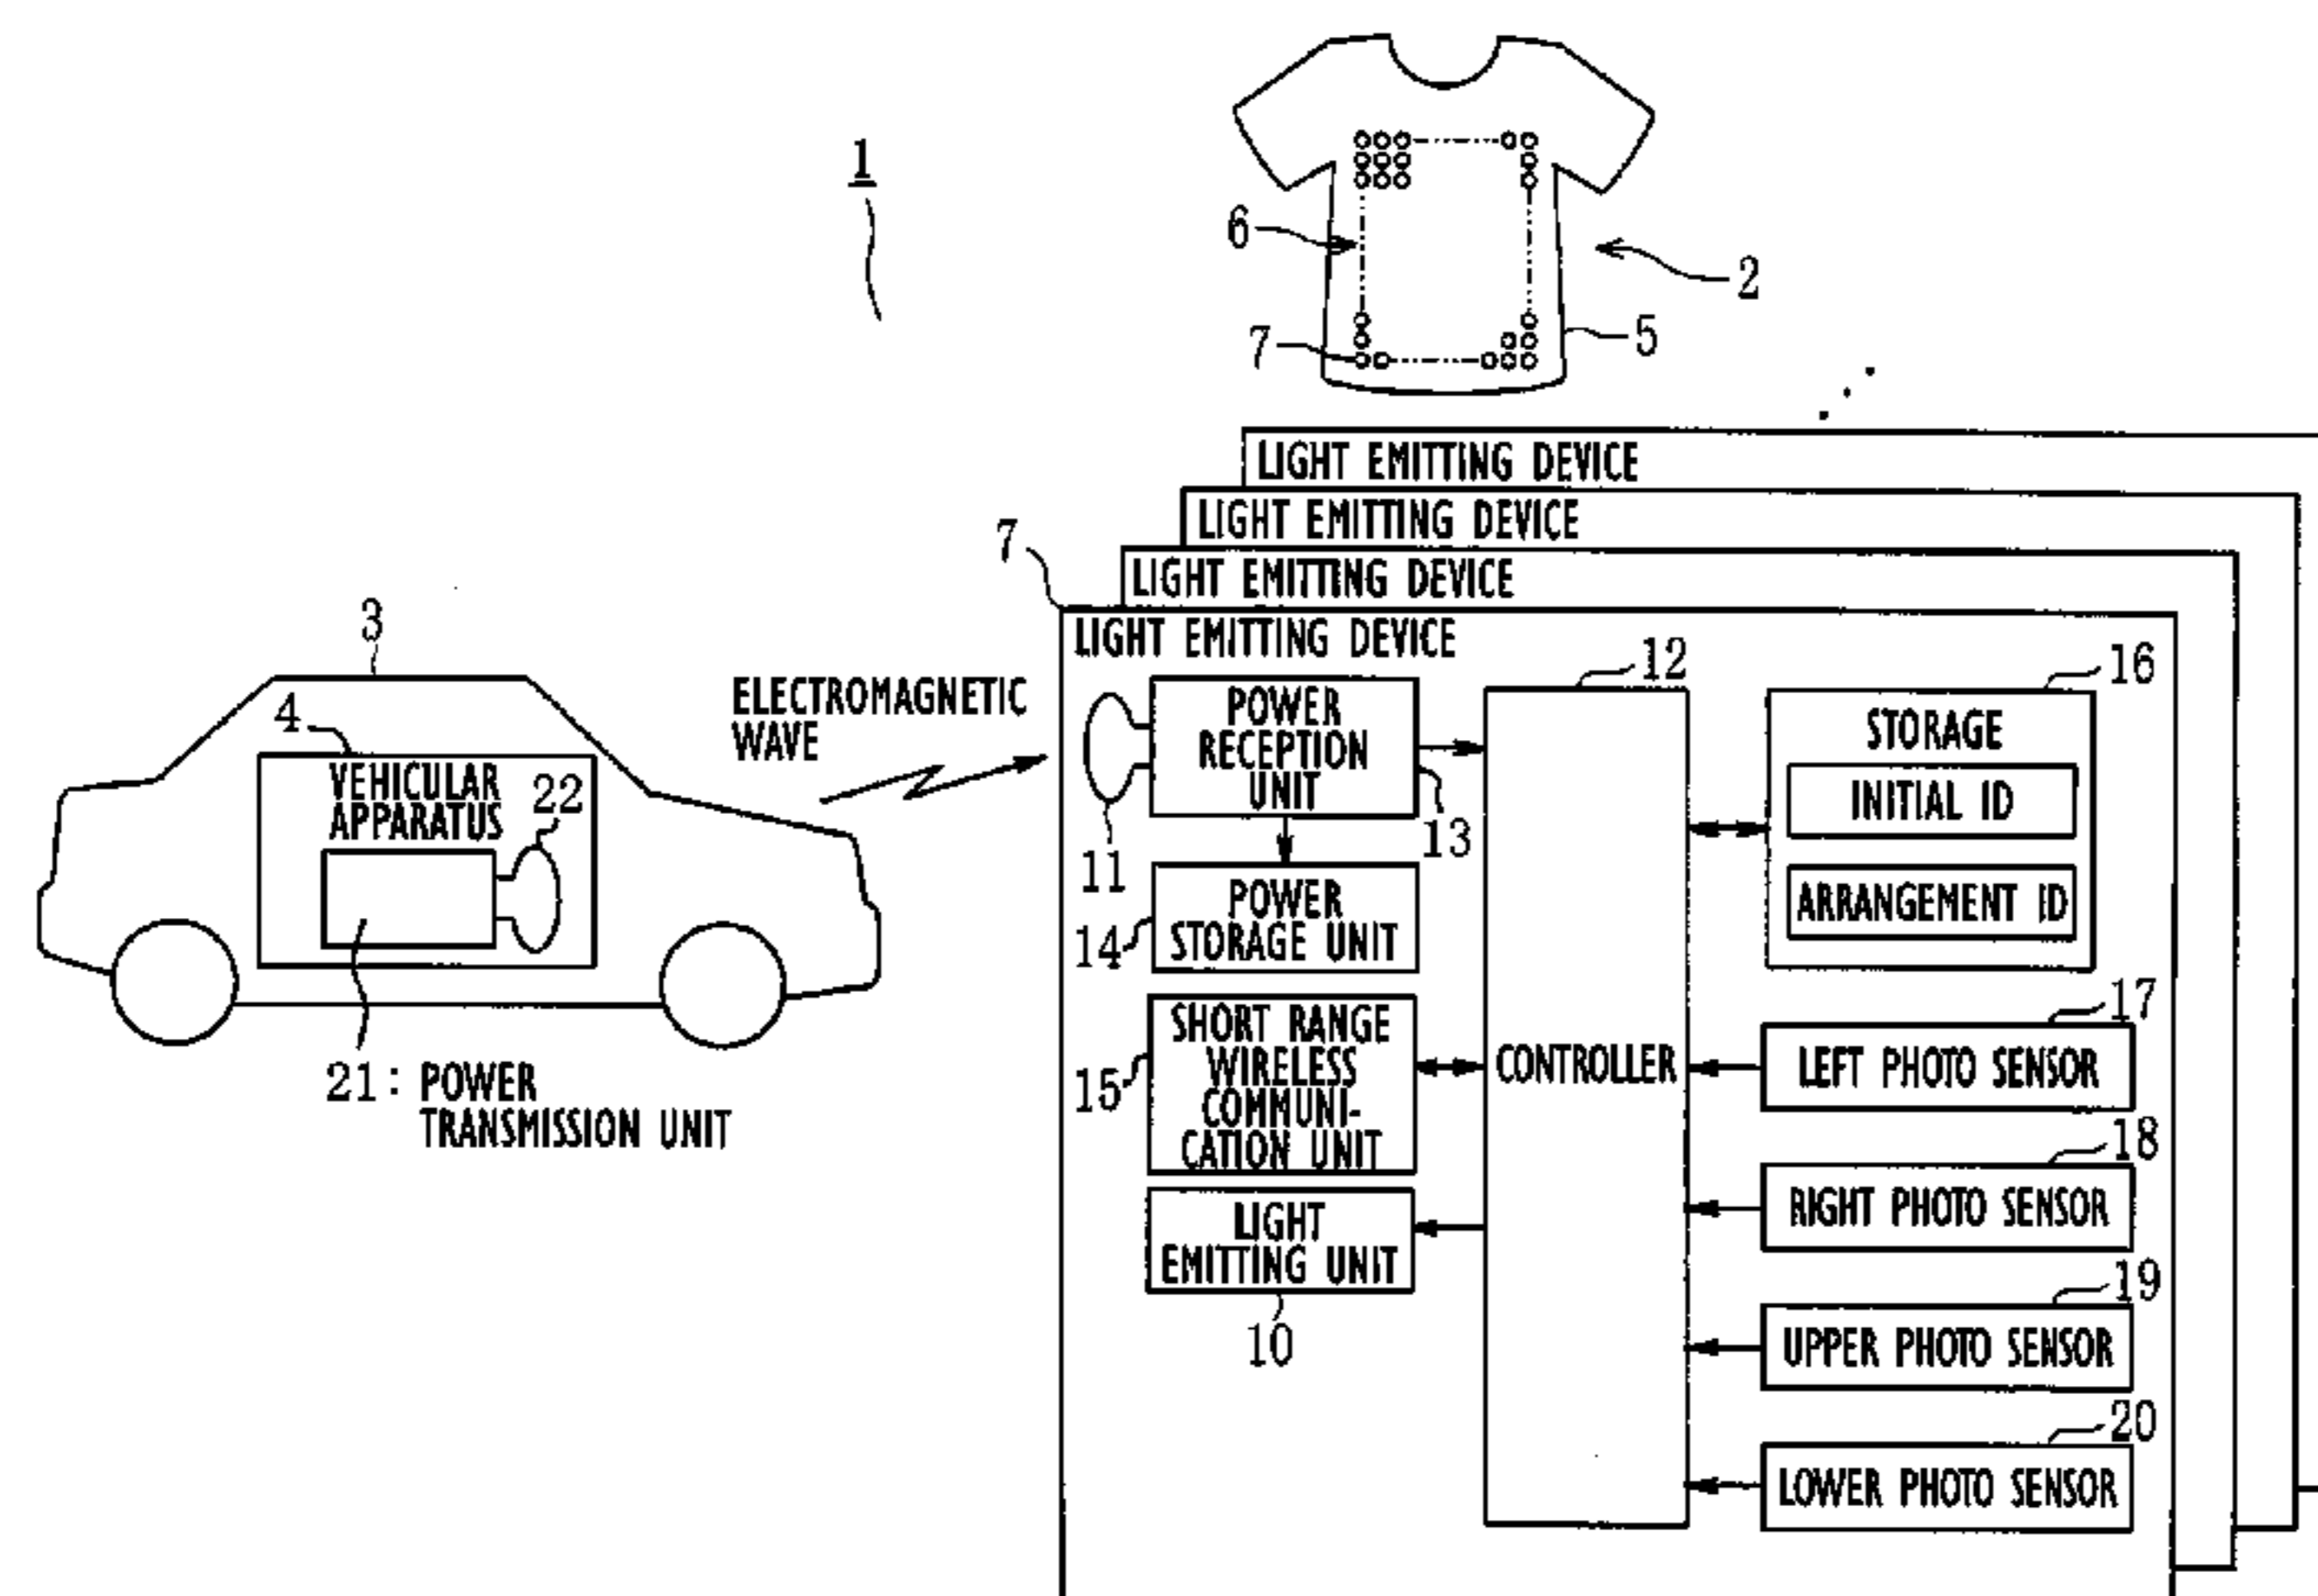 1
6
2
7
5
LIGHT EMITTING DEVICE
LIGHT EMITTING DEVICE
LIGHT EMITTING DEVICE
7
LIGHT EMITTING DEVICE
3
4
VEHICULAR
APPARATUS
22
21: POWER
TRANSMISSION UNIT
ELECTROMAGNETIC
WAVE
11
POWER
RECEPTION
UNIT
13
POWER
STORAGE UNIT
14
SHORT RANGE
WIRELESS
COMMUNI-
CATION UNIT
15
LIGHT
EMITTING UNIT
10
12
CONTROLLER
16
STORAGE
INITIAL ID
ARRANGEMENT ID
17
LEFT PHOTO SENSOR
18
RIGHT PHOTO SENSOR
19
UPPER PHOTO SENSOR
20
LOWER PHOTO SENSOR